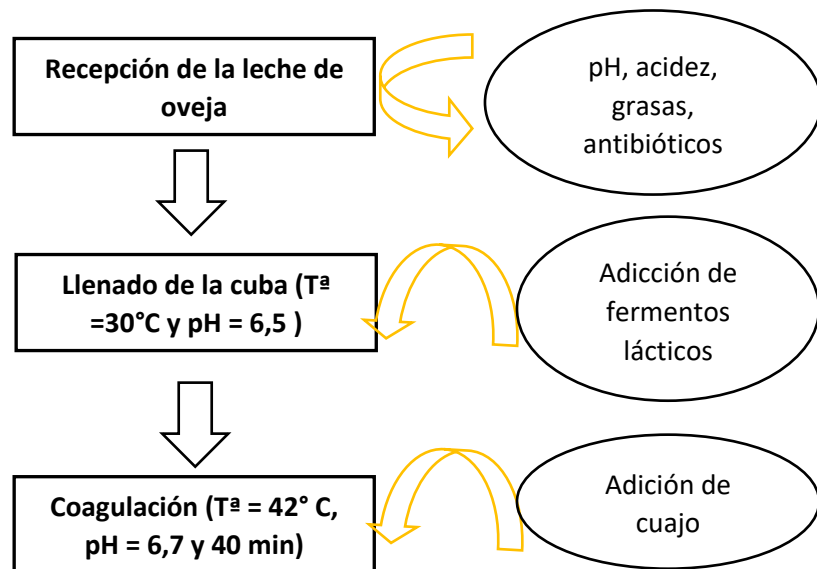 Recepción de la leche de
oveja
pH, acidez,
grasas,
antibióticos
Llenado de la cuba (Tª
=30°C y pH = 6,5 )
Adicción de
fermentos
lácticos
Coagulación (Tª = 42° C,
pH = 6,7 y 40 min)
Adición de
cuajo